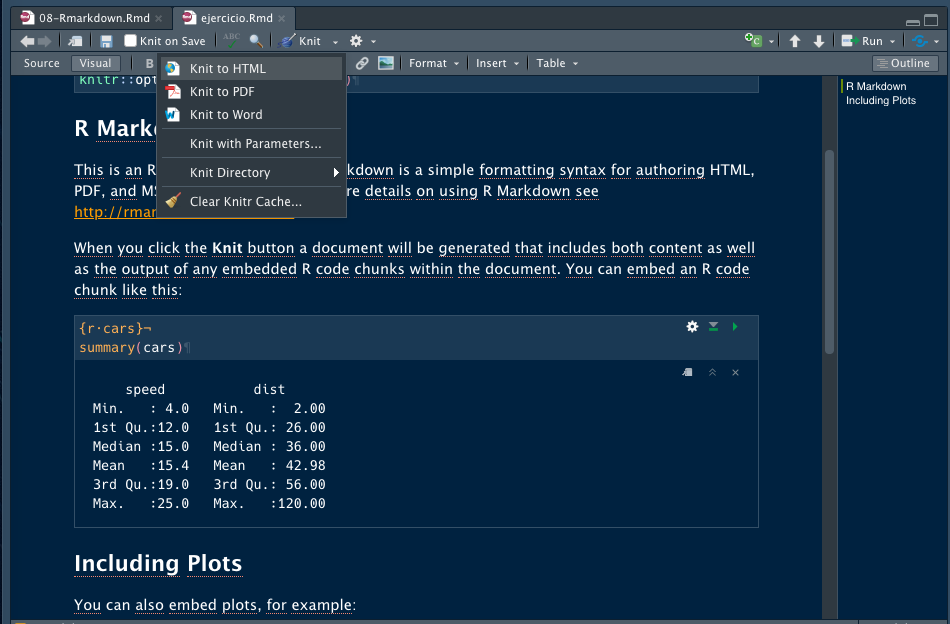 08-Rmarkdown.Rmd ejercicio.Rmd
Knit on Save ABC Knit Run
Source Visual B Format Insert Table Outline
Knit to HTML
Knit to PDF
Knit to Word
Knit with Parameters...
Knit Directory
Clear Knitr Cache...
R Markdown
Including Plots
knitr::opt )¶
R Mark
This is an R kdown is a simple formatting syntax for authoring HTML,
PDF, and MS re details on using R Markdown see
http://rmar
When you click the Knit button a document will be generated that includes both content as well
as the output of any embedded R code chunks within the document. You can embed an R code
chunk like this:
{r·cars}¬
summary(cars)¶
speed dist
Min. : 4.0 Min. : 2.00
1st Qu.:12.0 1st Qu.: 26.00
Median :15.0 Median : 36.00
Mean :15.4 Mean : 42.98
3rd Qu.:19.0 3rd Qu.: 56.00
Max. :25.0 Max. :120.00
Including Plots
You can also embed plots, for example: